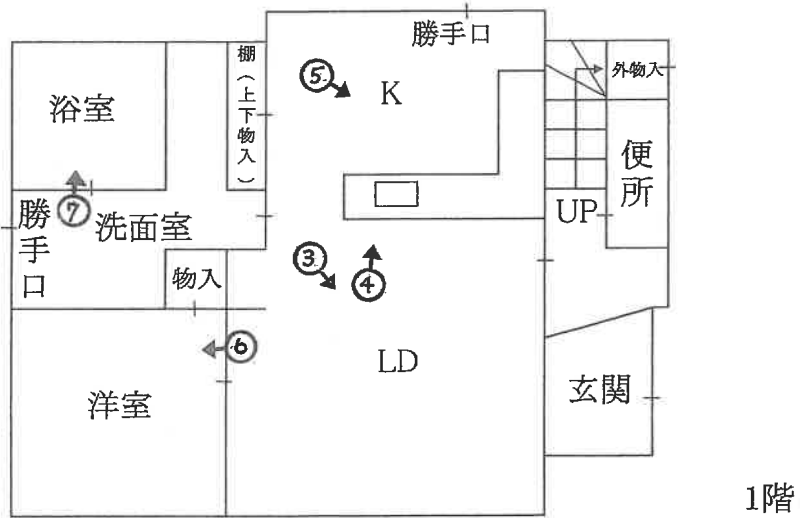 勝手口
⑤
K
棚（上下物入）
外物入
浴室
便所
⑦
勝手口
洗面室
UP
物入
③
④
⑥
LD
洋室
玄関
1階